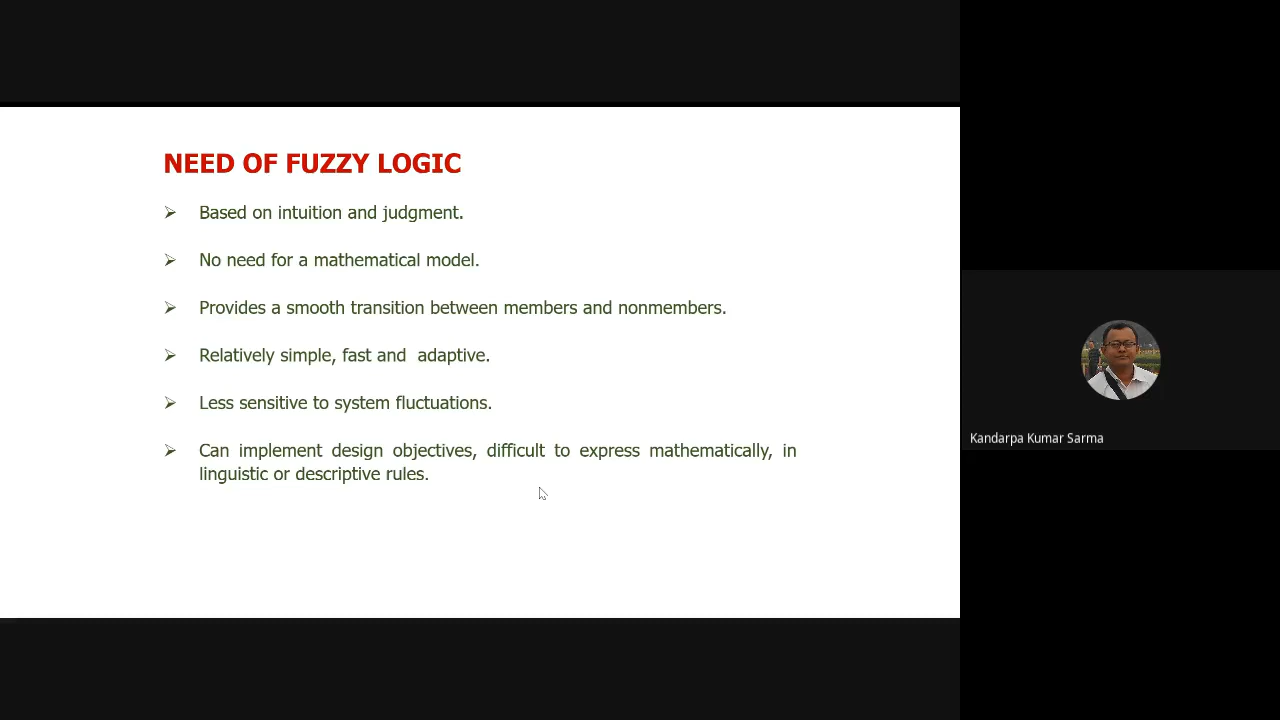 NEED OF FUZZY LOGIC
Based on intuition and judgment.
No need for a mathematical model.
Provides a smooth transition between members and nonmembers.
Relatively simple, fast and  adaptive.
Less sensitive to system fluctuations.
Can implement design objectives, difficult to express mathematically, in
linguistic or descriptive rules.
Kandarpa Kumar Sarma